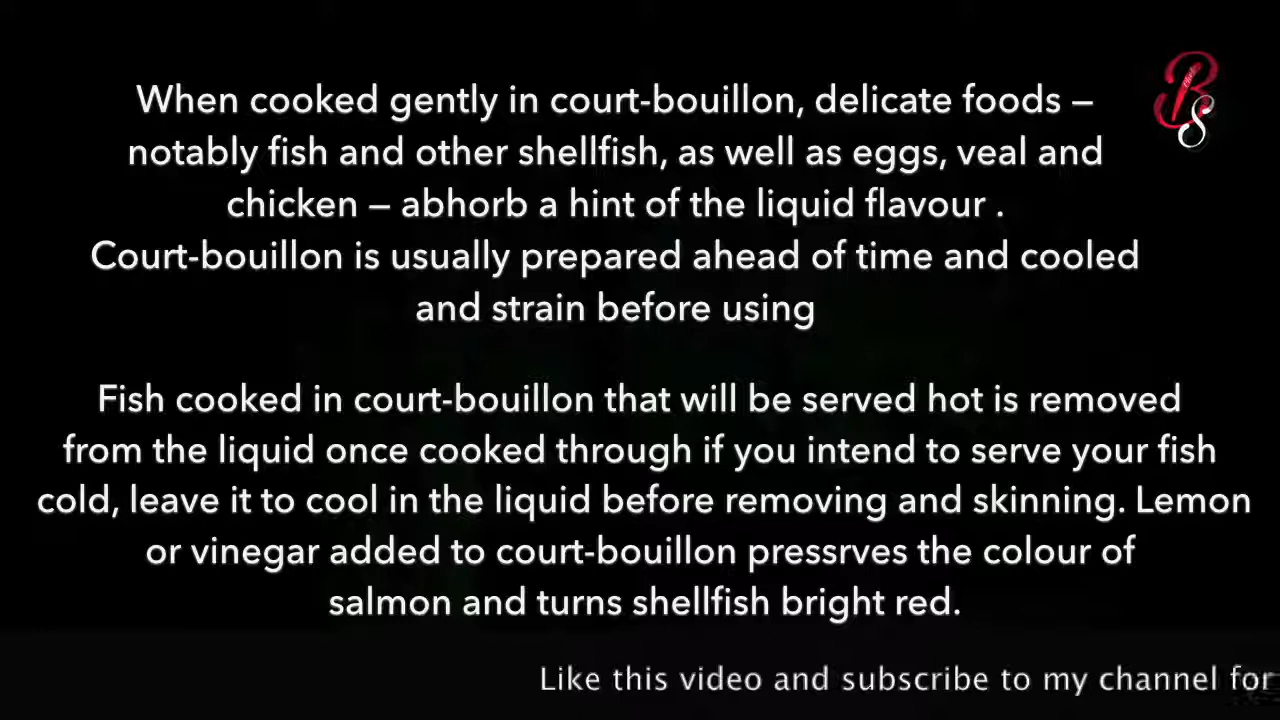 When cooked gently in court-bouillon, delicate foods –
notably fish and other shellfish, as well as eggs, veal and
chicken – abhorb a hint of the liquid flavour .
Court-bouillon is usually prepared ahead of time and cooled
and strain before using
Fish cooked in court-bouillon that will be served hot is removed
from the liquid once cooked through if you intend to serve your fish
cold, leave it to cool in the liquid before removing and skinning. Lemon
or vinegar added to court-bouillon pressrves the colour of
salmon and turns shellfish bright red.
Like this video and subscribe to my channel for